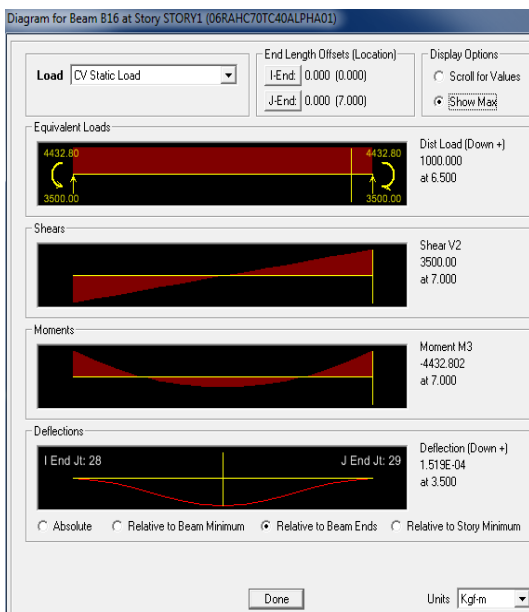 Diagram for Beam B16 at Story STORY1 (06RAHC70TC40ALPHA01)
Load CV Static Load
End Length Offsets (Location)
I-End: 0.000 (0.000)
J-End: 0.000 (7.000)
Display Options
Scroll for Values
Show Max
Equivalent Loads
4432.80 4432.80
3500.00 3500.00
Dist Load (Down +)
1000.000
at 6.500
Shears
Shear V2
3500.00
at 7.000
Moments
Moment M3
-4432.802
at 7.000
Deflections
I End Jt: 28 J End Jt: 29
Deflection (Down +)
1.519E-04
at 3.500
Absolute Relative to Beam Minimum Relative to Beam Ends Relative to Story Minimum
Done Units Kgf-m